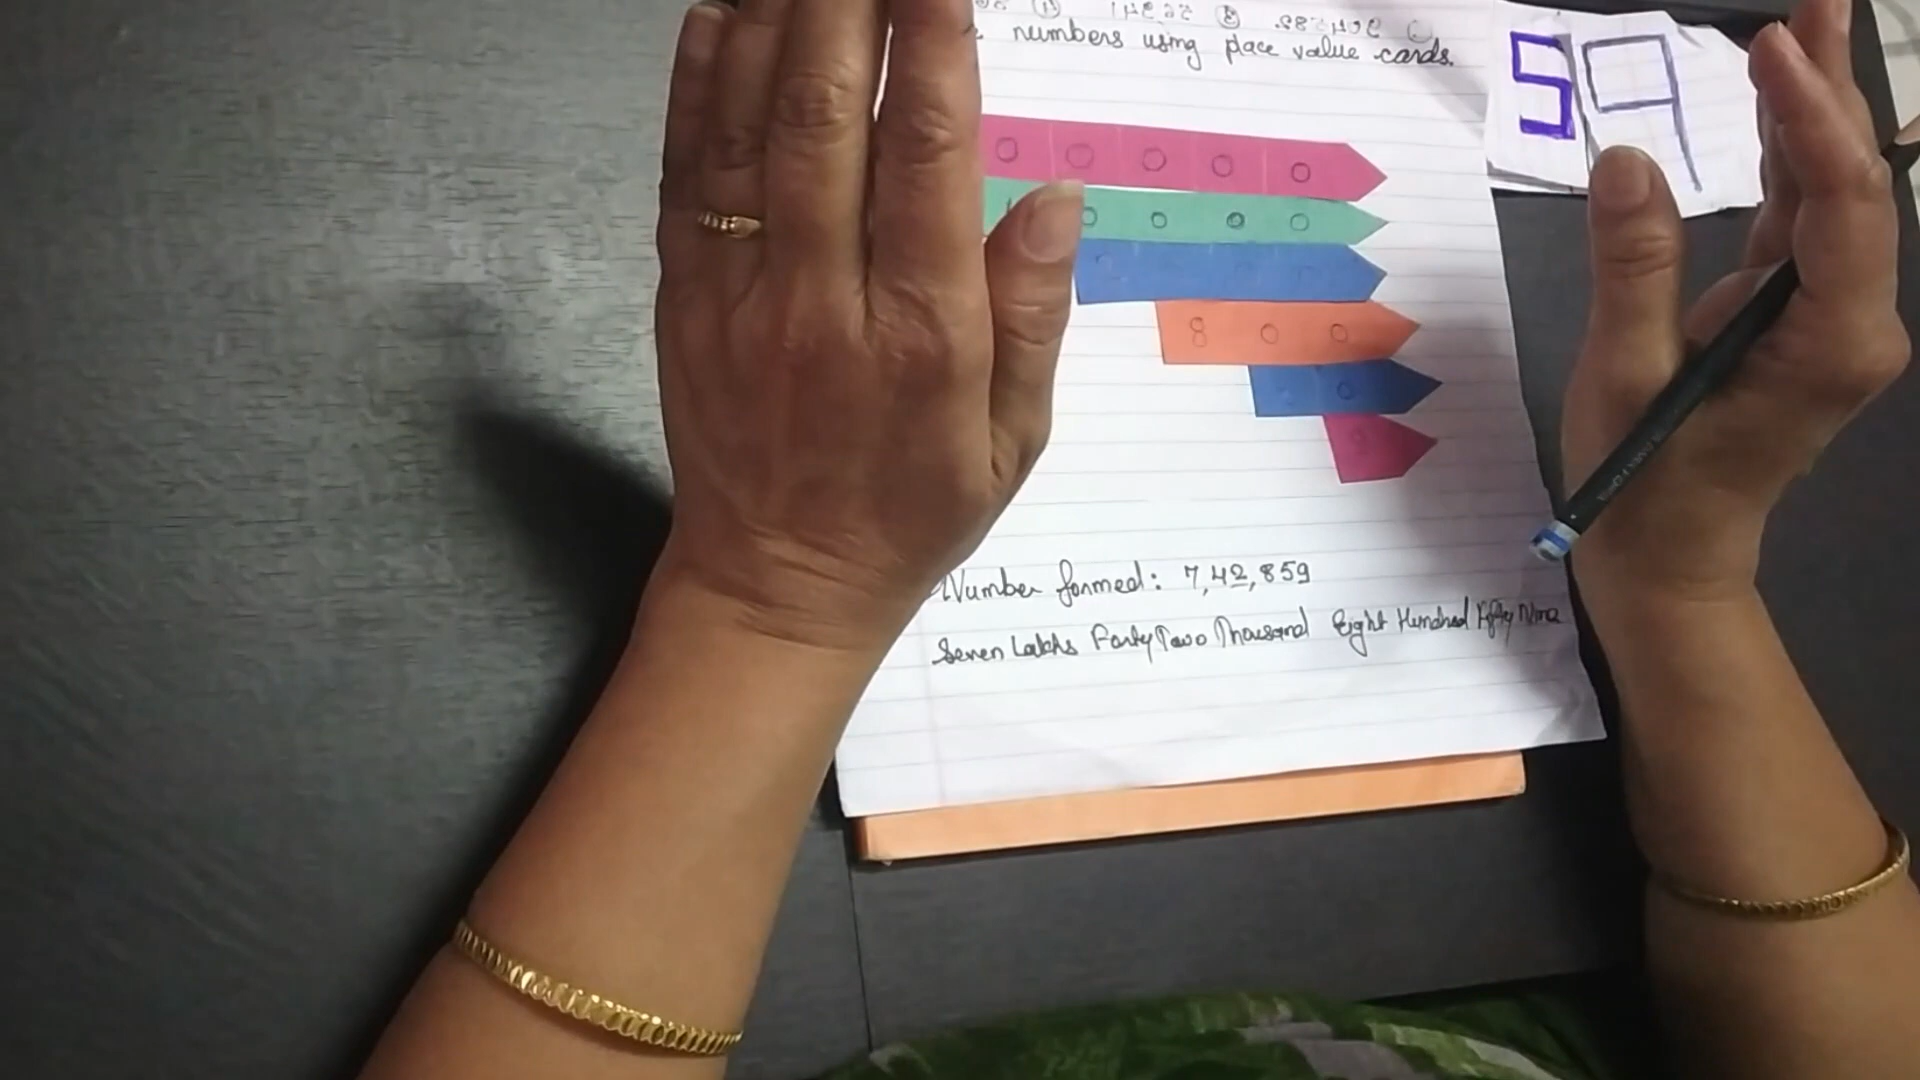 numbers using place value cards.
59
0 0 0 0 0
0 0 0 0
8 0 0
0
Number formed: 7,42,859
Seven Lakhs Forty Two Thousand Eight Hundred Fifty Nine